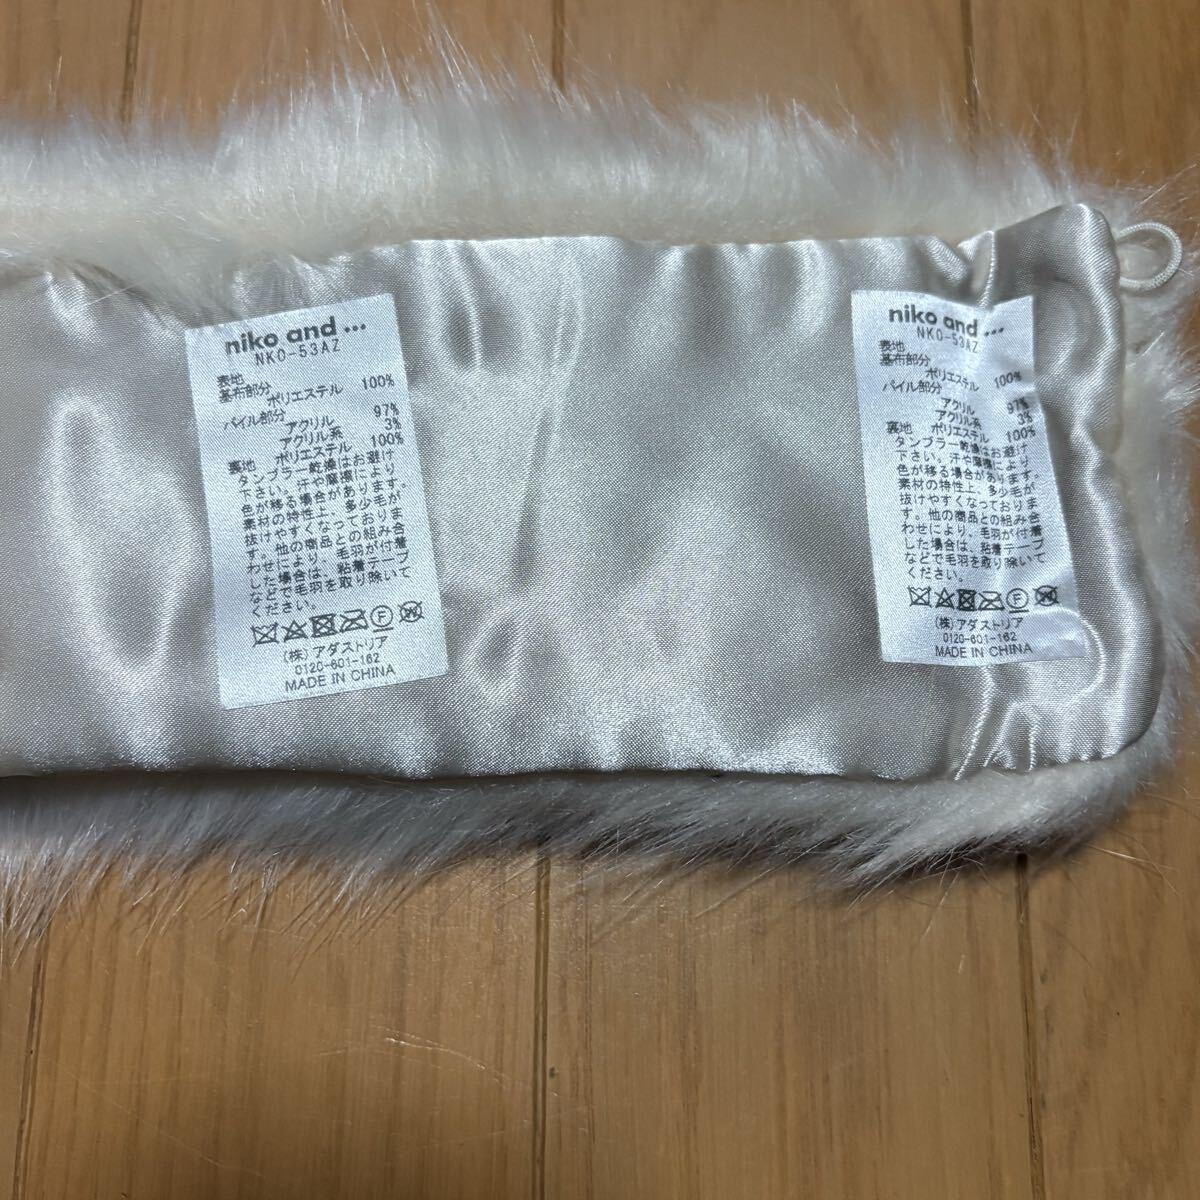 niko and ...
NKO-53AZ
表地
基布部分
ポリエステル 100%
パイル部分
アクリル 97%
アクリル系 3%
裏地 ポリエステル 100%
タンブラー乾燥はお避け
下さい。汗や摩擦により
色が移る場合があります。
素材の特性上、多少毛が
抜けやすくなっておりま
す。他の商品との組み合
わせにより、毛羽が付着
した場合は、粘着テープ
などで毛羽を取り除いて
ください。
F W
(株)アダストリア
0120-601-162
MADE IN CHINA
niko and ...
NKO-53AZ
表地
基布部分
ポリエステル 100%
パイル部分
アクリル 97%
アクリル系 3%
裏地 ポリエステル 100%
タンブラー乾燥はお避け
下さい。汗や摩擦により
色が移る場合があります。
素材の特性上、多少毛が
抜けやすくなっておりま
す。他の商品との組み合
わせにより、毛羽が付着
した場合は、粘着テープ
などで毛羽を取り除いて
ください。
F W
(株)アダストリア
0120-601-162
MADE IN CHINA